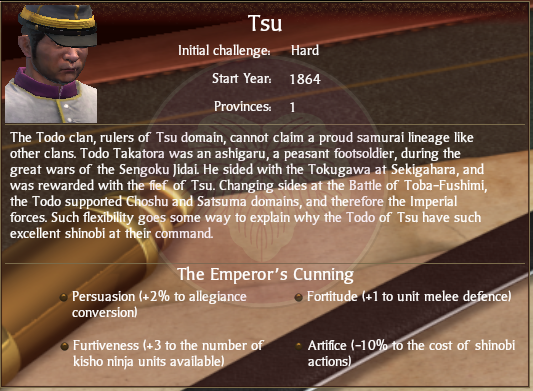 Tsu
Initial challenge: Hard
Start Year: 1864
Provinces: 1
The Todo clan, rulers of Tsu domain, cannot claim a proud samurai lineage like
other clans. Todo Takatora was an ashigaru, a peasant footsoldier, during the
great wars of the Sengoku Jidai. He sided with the Tokugawa at Sekigahara, and
was rewarded with the fief of Tsu. Changing sides at the Battle of Toba-Fushimi,
the Todo supported Choshu and Satsuma domains, and therefore the Imperial
forces. Such flexibility goes some way to explain why the Todo of Tsu have such
excellent shinobi at their command.
The Emperor's Cunning
Persuasion (+2% to allegiance
conversion)
Fortitude (+1 to unit melee defence)
Furtiveness (+3 to the number of
kisho ninja units available)
Artifice (-10% to the cost of shinobi
actions)